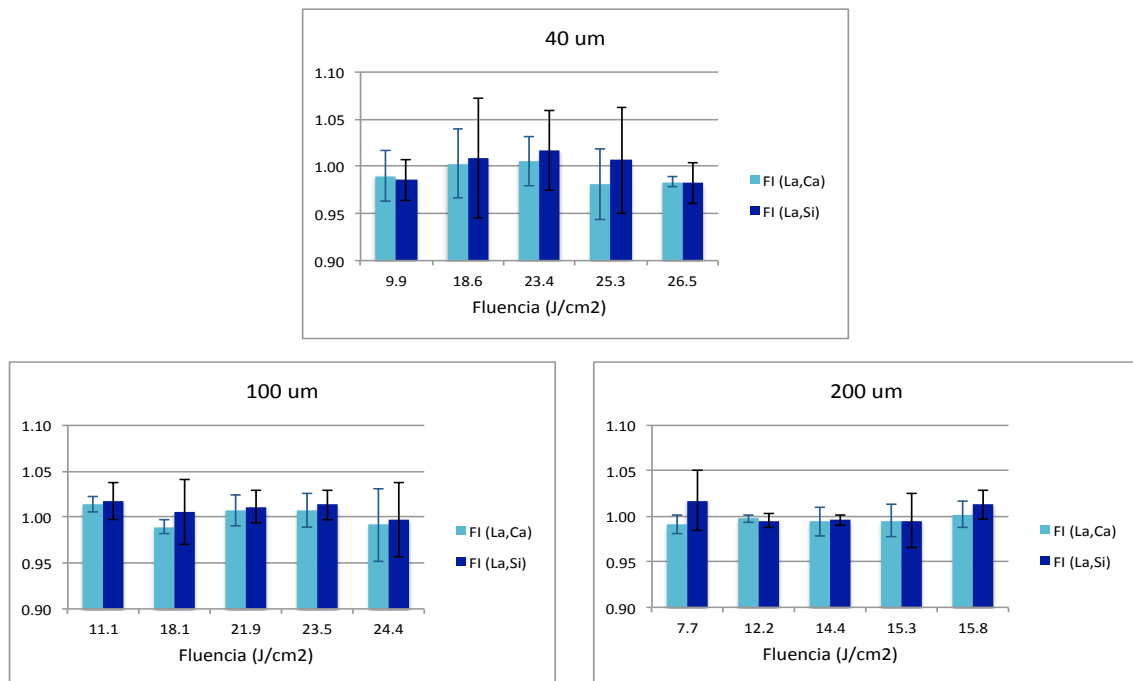 40 um
1.10
1.05
1.00
0.95
0.90
9.9 18.6 23.4 25.3 26.5
Fluencia (J/cm2)
FI (La,Ca)
FI (La,Si)
100 um
1.10
1.05
1.00
0.95
0.90
11.1 18.1 21.9 23.5 24.4
Fluencia (J/cm2)
FI (La,Ca)
FI (La,Si)
200 um
1.10
1.05
1.00
0.95
0.90
7.7 12.2 14.4 15.3 15.8
Fluencia (J/cm2)
FI (La,Ca)
FI (La,Si)